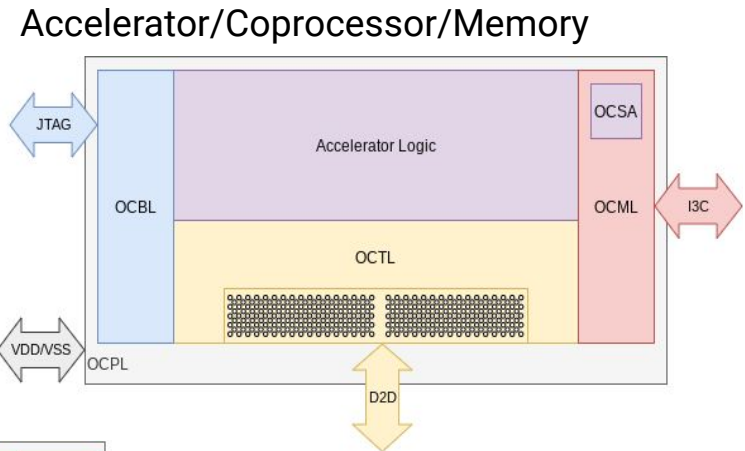 Accelerator/Coprocessor/Memory
JTAG
OCBL
Accelerator Logic
OCSA
OCML
I3C
OCTL
VDD/VSS
OCPL
D2D